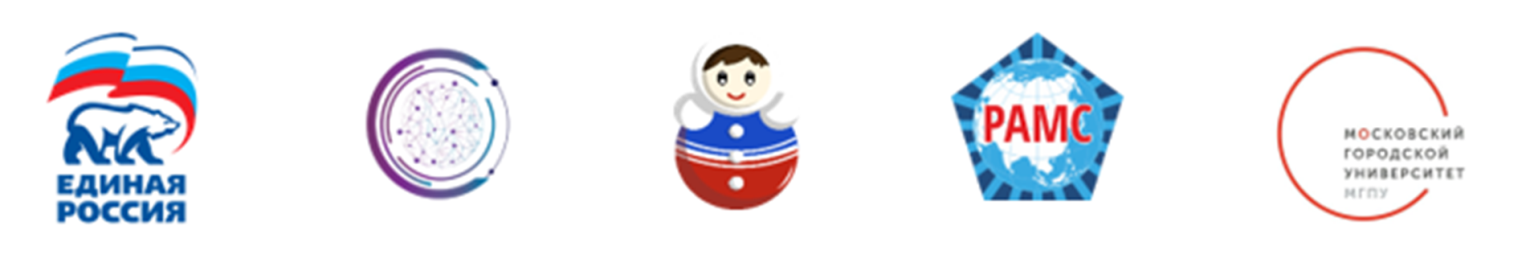 ЕДИНАЯ
РОССИЯ
РАМС
МОСКОВСКИЙ
ГОРОДСКОЙ
УНИВЕРСИТЕТ
МГПУ